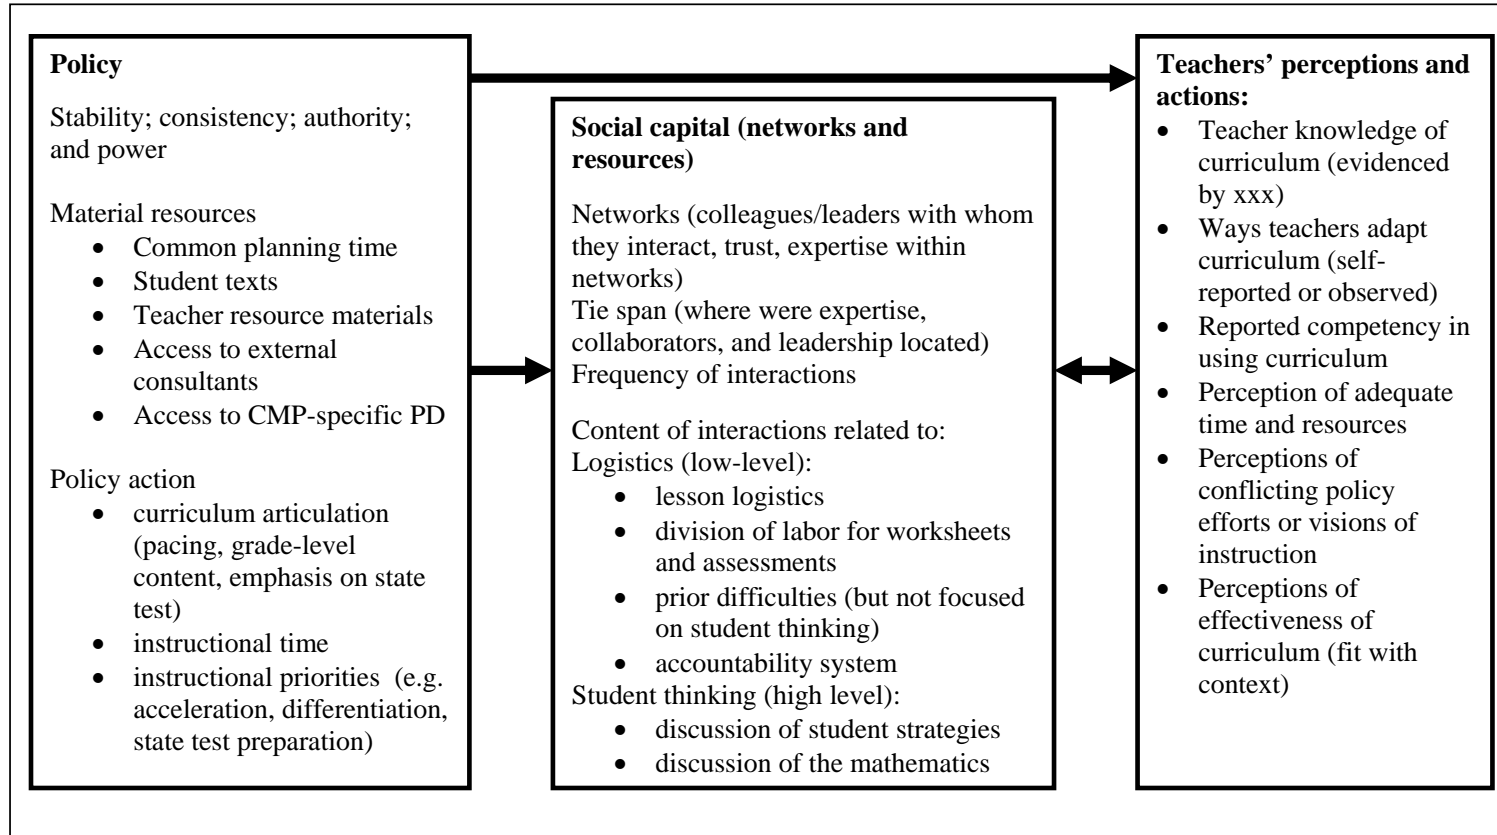 Policy
Stability; consistency; authority;
and power
Material resources
• Common planning time
• Student texts
• Teacher resource materials
• Access to external
consultants
• Access to CMP-specific PD
Policy action
• curriculum articulation
(pacing, grade-level
content, emphasis on state
test)
• instructional time
• instructional priorities  (e.g.
acceleration, differentiation,
state test preparation)
Social capital (networks and
resources)
Networks (colleagues/leaders with whom
they interact, trust, expertise within
networks)
Tie span (where were expertise,
collaborators, and leadership located)
Frequency of interactions
Content of interactions related to:
Logistics (low-level):
• lesson logistics
• division of labor for worksheets
and assessments
• prior difficulties (but not focused
on student thinking)
• accountability system
Student thinking (high level):
• discussion of student strategies
• discussion of the mathematics
Teachers’ perceptions and
actions:
• Teacher knowledge of
curriculum (evidenced
by xxx)
• Ways teachers adapt
curriculum (self-
reported or observed)
• Reported competency in
using curriculum
• Perception of adequate
time and resources
• Perceptions of
conflicting policy
efforts or visions of
instruction
• Perceptions of
effectiveness of
curriculum (fit with
context)